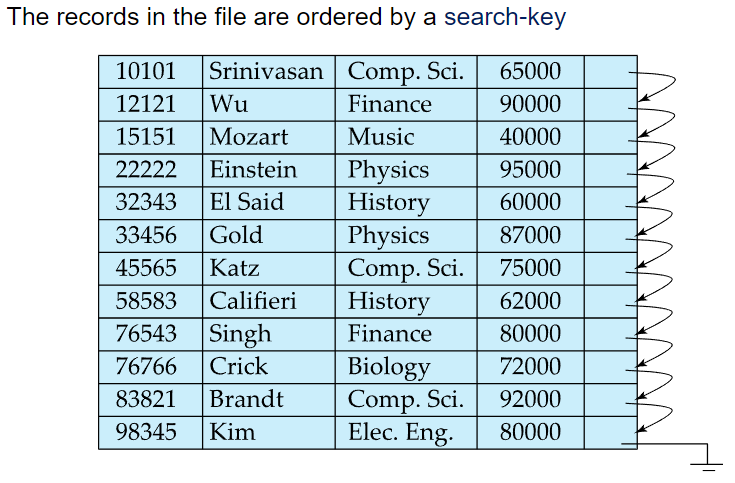 The records in the file are ordered by a search-key
10101 Srinivasan Comp. Sci. 65000
12121 Wu Finance 90000
15151 Mozart Music 40000
22222 Einstein Physics 95000
32343 El Said History 60000
33456 Gold Physics 87000
45565 Katz Comp. Sci. 75000
58583 Califieri History 62000
76543 Singh Finance 80000
76766 Crick Biology 72000
83821 Brandt Comp. Sci. 92000
98345 Kim Elec. Eng. 80000